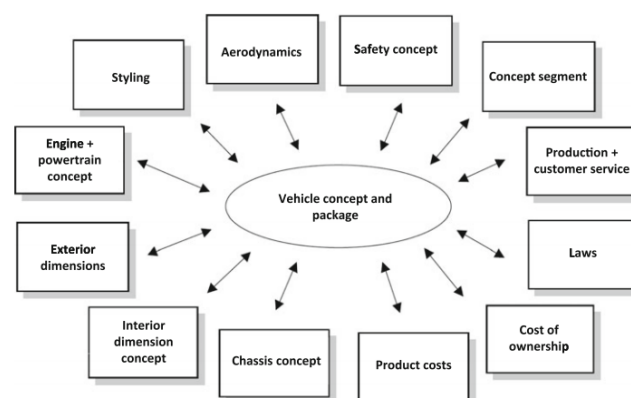 Aerodynamics
Safety concept
Styling
Concept segment
Engine +
powertrain concept
Production +
customer service
Vehicle concept and
package
Exterior
dimensions
Laws
Interior
dimension
concept
Chassis concept
Product costs
Cost of
ownership